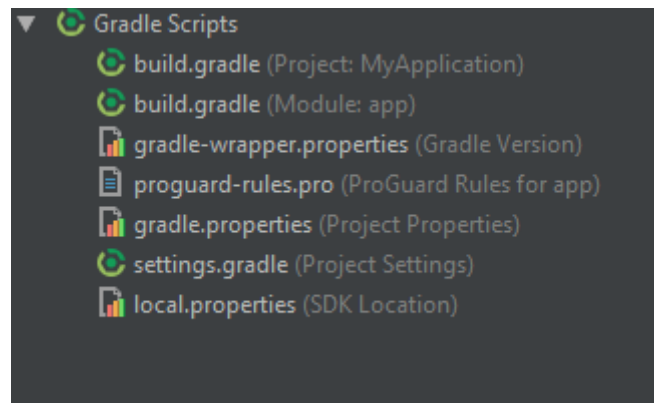 Gradle Scripts
build.gradle (Project: MyApplication)
build.gradle (Module: app)
gradle-wrapper.properties (Gradle Version)
proguard-rules.pro (ProGuard Rules for app)
gradle.properties (Project Properties)
settings.gradle (Project Settings)
local.properties (SDK Location)